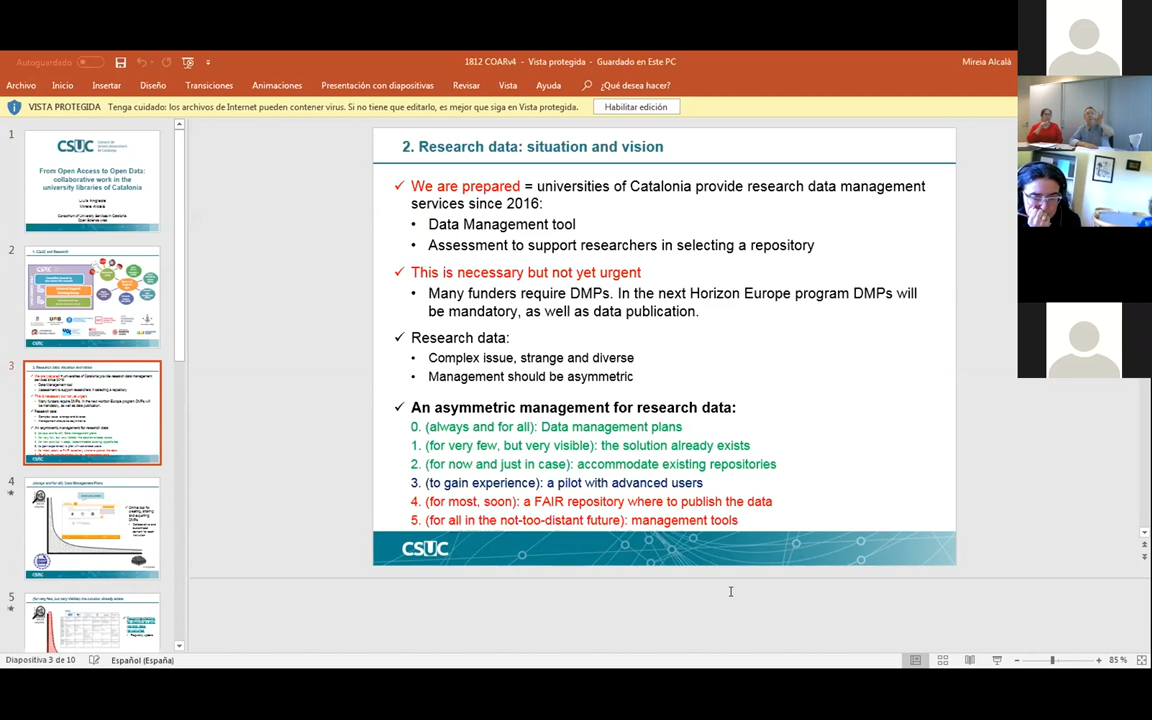 Autoguardado
1812 COARv4 - Vista protegida - Guardado en Este PC
Mireia Alcalà
Archivo Inicio Insertar Diseño Transiciones Animaciones Presentación con diapositivas Revisar Vista Ayuda ¿Qué desea hacer?
VISTA PROTEGIDA Tenga cuidado: los archivos de Internet pueden contener virus. Si no tiene que editarlo, es mejor que siga en Vista protegida. Habilitar edición
1
CSUC
From Open Access to Open Data:
collaborative work in the
university libraries of Catalonia
2
3
4
5
2. Research data: situation and vision
✓ We are prepared = universities of Catalonia provide research data management
services since 2016:
• Data Management tool
• Assessment to support researchers in selecting a repository
✓ This is necessary but not yet urgent
• Many funders require DMPs. In the next Horizon Europe program DMPs will
be mandatory, as well as data publication.
✓ Research data:
• Complex issue, strange and diverse
• Management should be asymmetric
✓ An asymmetric management for research data:
0. (always and for all): Data management plans
1. (for very few, but very visible): the solution already exists
2. (for now and just in case): accommodate existing repositories
3. (to gain experience): a pilot with advanced users
4. (for most, soon): a FAIR repository where to publish the data
5. (for all in the not-too-distant future): management tools
CSUC
Diapositiva 3 de 10 Español (España)
85 %